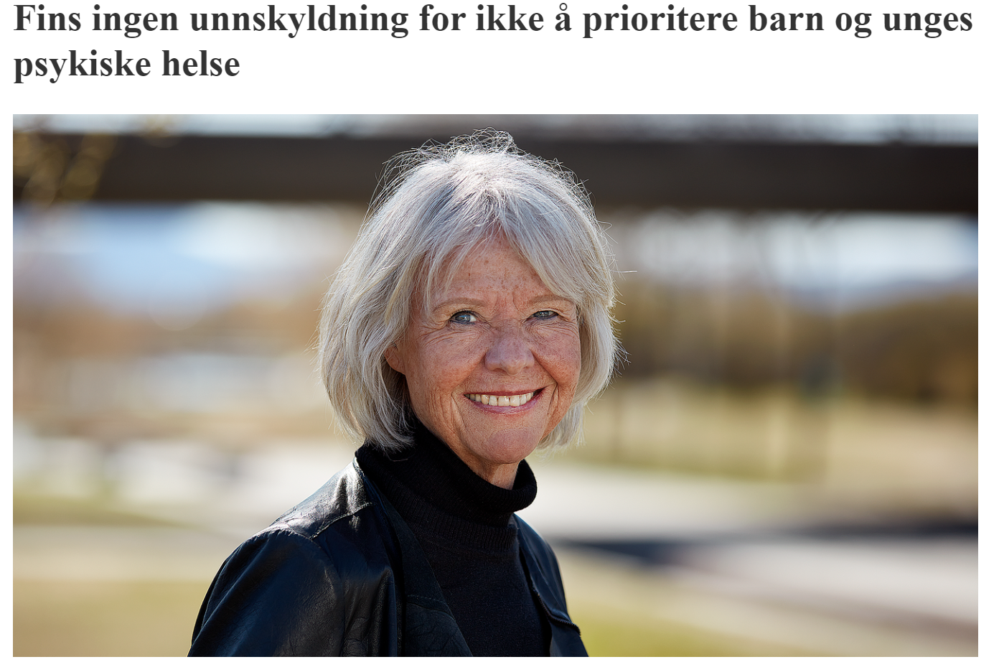 Fins ingen unnskyldning for ikke å prioritere barn og unges
psykiske helse